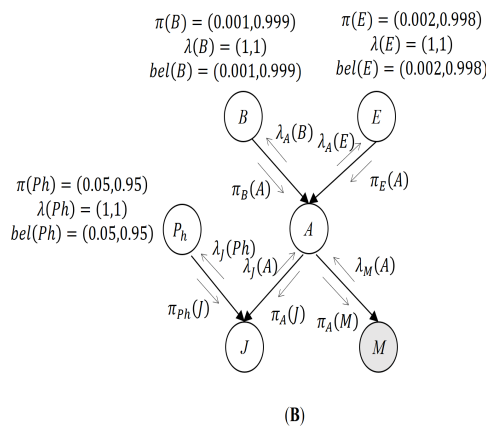 π(B) = (0.001,0.999)
λ(B) = (1,1)
bel(B) = (0.001,0.999)
π(E) = (0.002,0.998)
λ(E) = (1,1)
bel(E) = (0.002,0.998)
B
E
λ_A(B)
λ_A(E)
π_B(A)
π_E(A)
π(Ph) = (0.05,0.95)
λ(Ph) = (1,1)
bel(Ph) = (0.05,0.95)
P_h
A
λ_J(Ph)
λ_J(A)
λ_M(A)
π_Ph(J)
π_A(J)
π_A(M)
J
M
(B)